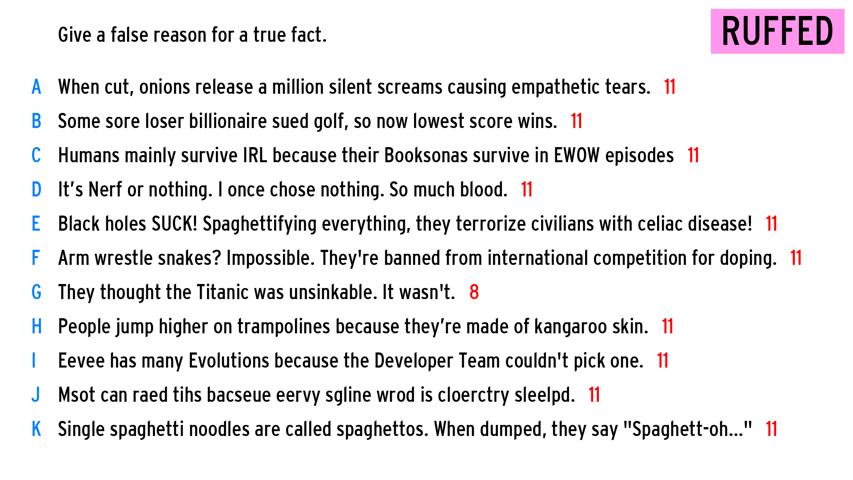 Give a false reason for a true fact.
RUFFED
A When cut, onions release a million silent screams causing empathetic tears. 11
B Some sore loser billionaire sued golf, so now lowest score wins. 11
C Humans mainly survive IRL because their Booksonas survive in EWOW episodes 11
D It's Nerf or nothing. I once chose nothing. So much blood. 11
E Black holes SUCK! Spaghettifying everything, they terrorize civilians with celiac disease! 11
F Arm wrestle snakes? Impossible. They're banned from international competition for doping. 11
G They thought the Titanic was unsinkable. It wasn't. 8
H People jump higher on trampolines because they're made of kangaroo skin. 11
I Eevee has many Evolutions because the Developer Team couldn't pick one. 11
J Msot can raed tihs bacseue eervy sgline wrod is cloerctry sleelpd. 11
K Single spaghetti noodles are called spaghettos. When dumped, they say "Spaghett-oh..." 11